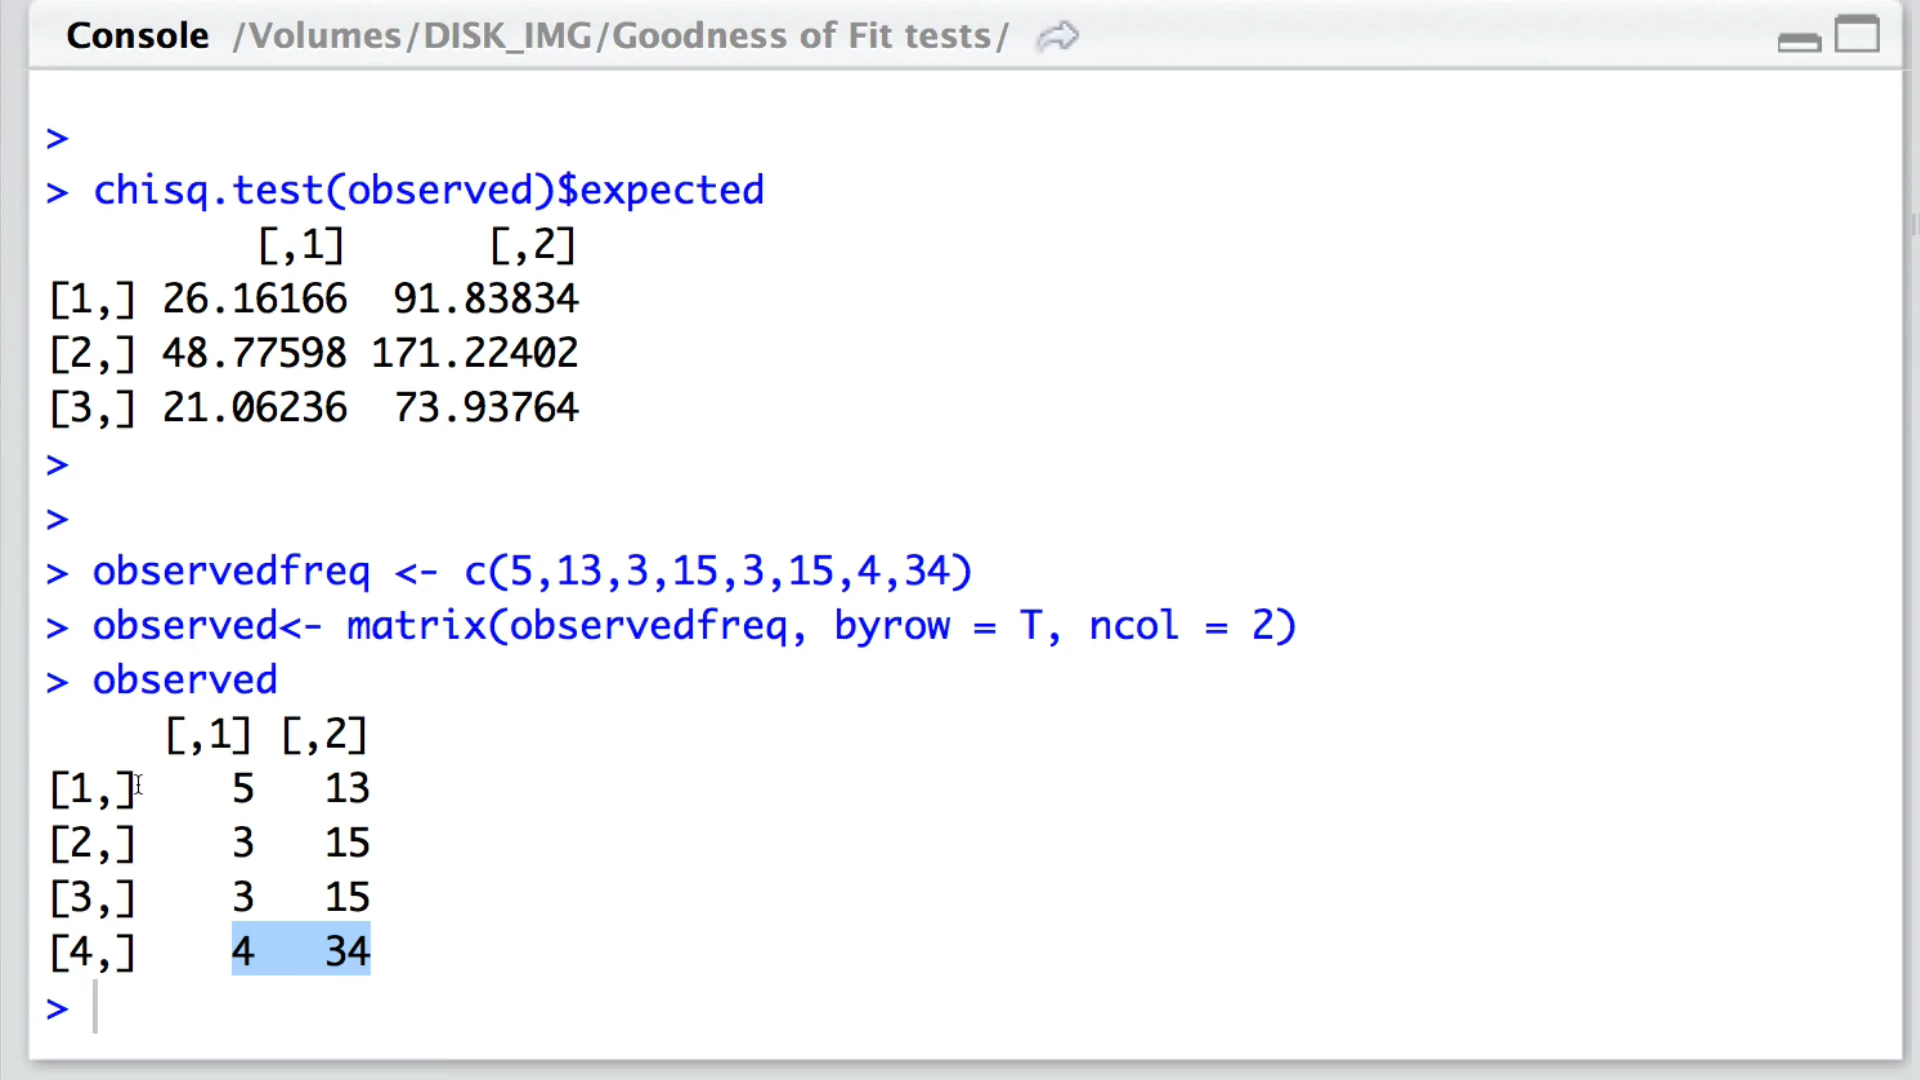 Console /Volumes/DISK_IMG/Goodness of Fit tests/
>
> chisq.test(observed)$expected
[,1] [,2]
[1,] 26.16166 91.83834
[2,] 48.77598 171.22402
[3,] 21.06236 73.93764
>
>
> observedfreq <- c(5,13,3,15,3,15,4,34)
> observed<- matrix(observedfreq, byrow = T, ncol = 2)
> observed
[,1] [,2]
[1,] 5 13
[2,] 3 15
[3,] 3 15
[4,] 4 34
>